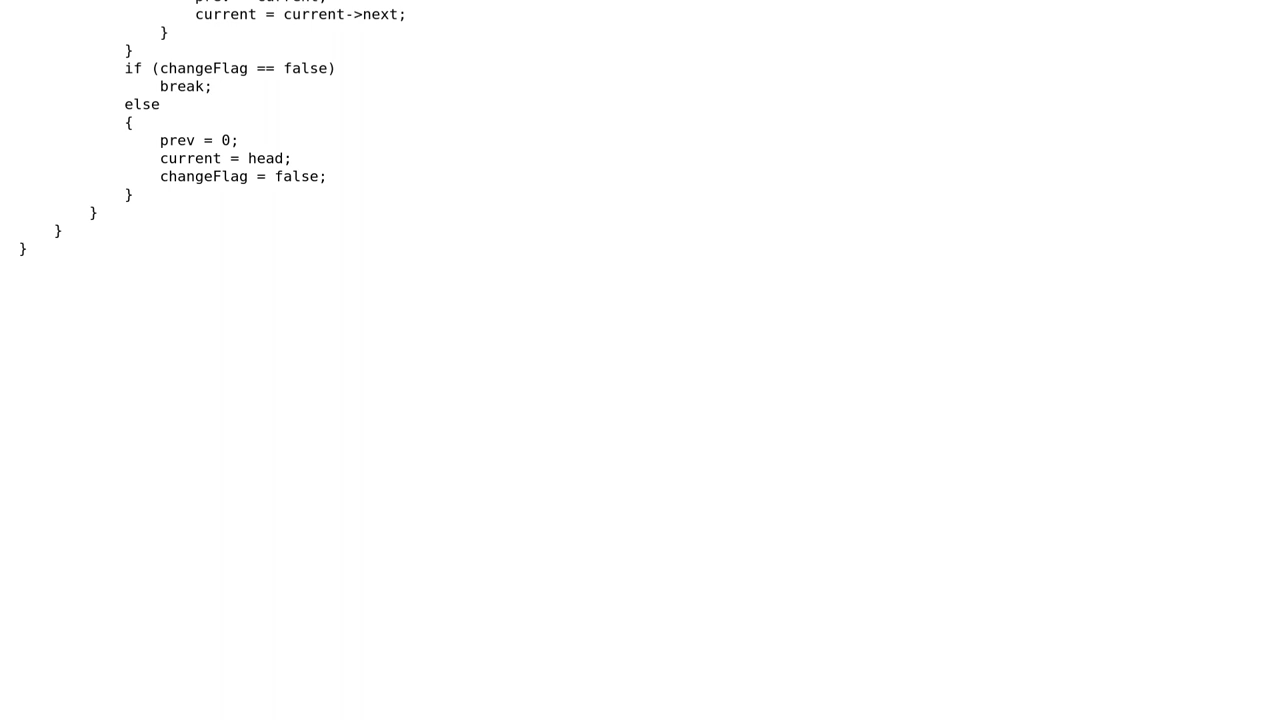 current = current->next;
                }
            }
            if (changeFlag == false)
                break;
            else
            {
                prev = 0;
                current = head;
                changeFlag = false;
            }
        }
    }
}